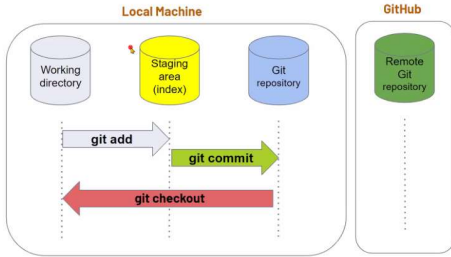 Local Machine
GitHub
Working
directory
Staging
area
(index)
Git
repository
Remote
Git
repository
git add
git commit
git checkout